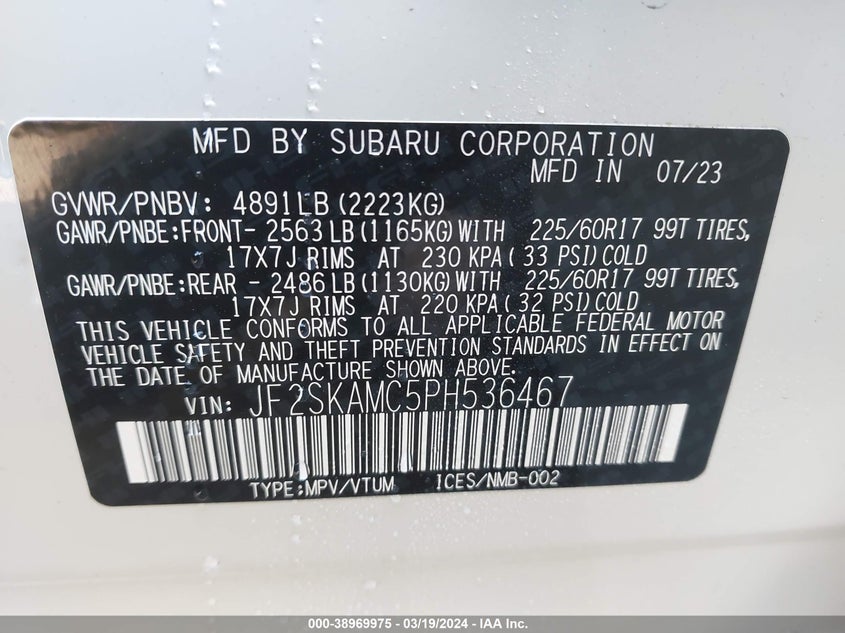 MFD BY SUBARU CORPORATION
MFD IN 07/23
GVWR/PNBV: 4891LB (2223KG)
GAWR/PNBE:FRONT- 2563 LB (1165KG) WITH 225/60R17 99T TIRES,
17X7J RIMS AT 230 KPA ( 33 PSI) COLD
GAWR/PNBE:REAR - 2486 LB (1130KG) WITH 225/60R17 99T TIRES,
17X7J RIMS AT 220 KPA ( 32 PSI) COLD
THIS VEHICLE CONFORMS TO ALL APPLICABLE FEDERAL MOTOR
VEHICLE SAFETY AND THEFT PREVENTION STANDARDS IN EFFECT ON
THE DATE OF MANUFACTURE SHOWN ABOVE.
VIN: JF2SKAMC5PH536467
TYPE:MPV/VTUM ICES/NMB-002
000-38969975 - 03/19/2024 - IAA Inc.